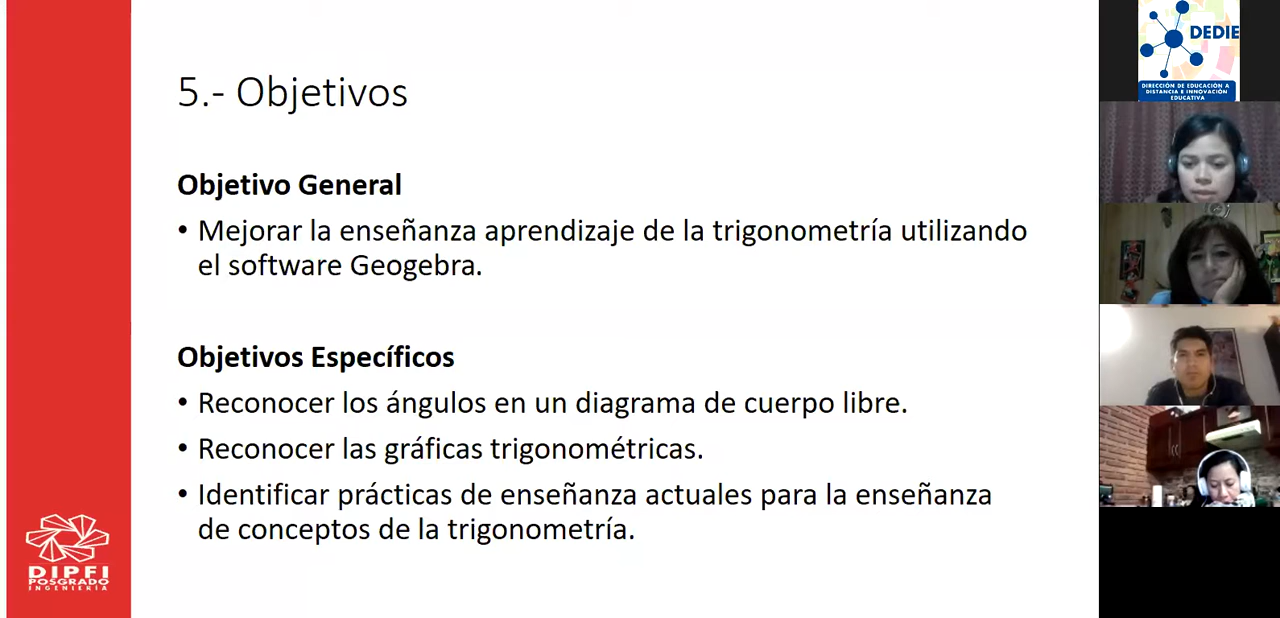 5.- Objetivos
Objetivo General
• Mejorar la enseñanza aprendizaje de la trigonometría utilizando
el software Geogebra.
Objetivos Específicos
• Reconocer los ángulos en un diagrama de cuerpo libre.
• Reconocer las gráficas trigonométricas.
• Identificar prácticas de enseñanza actuales para la enseñanza
de conceptos de la trigonometría.
DIPFI
POSGRADO
INGENIERÍA
DEDIE
DIRECCIÓN DE EDUCACIÓN A
DISTANCIA E INNOVACIÓN
EDUCATIVA